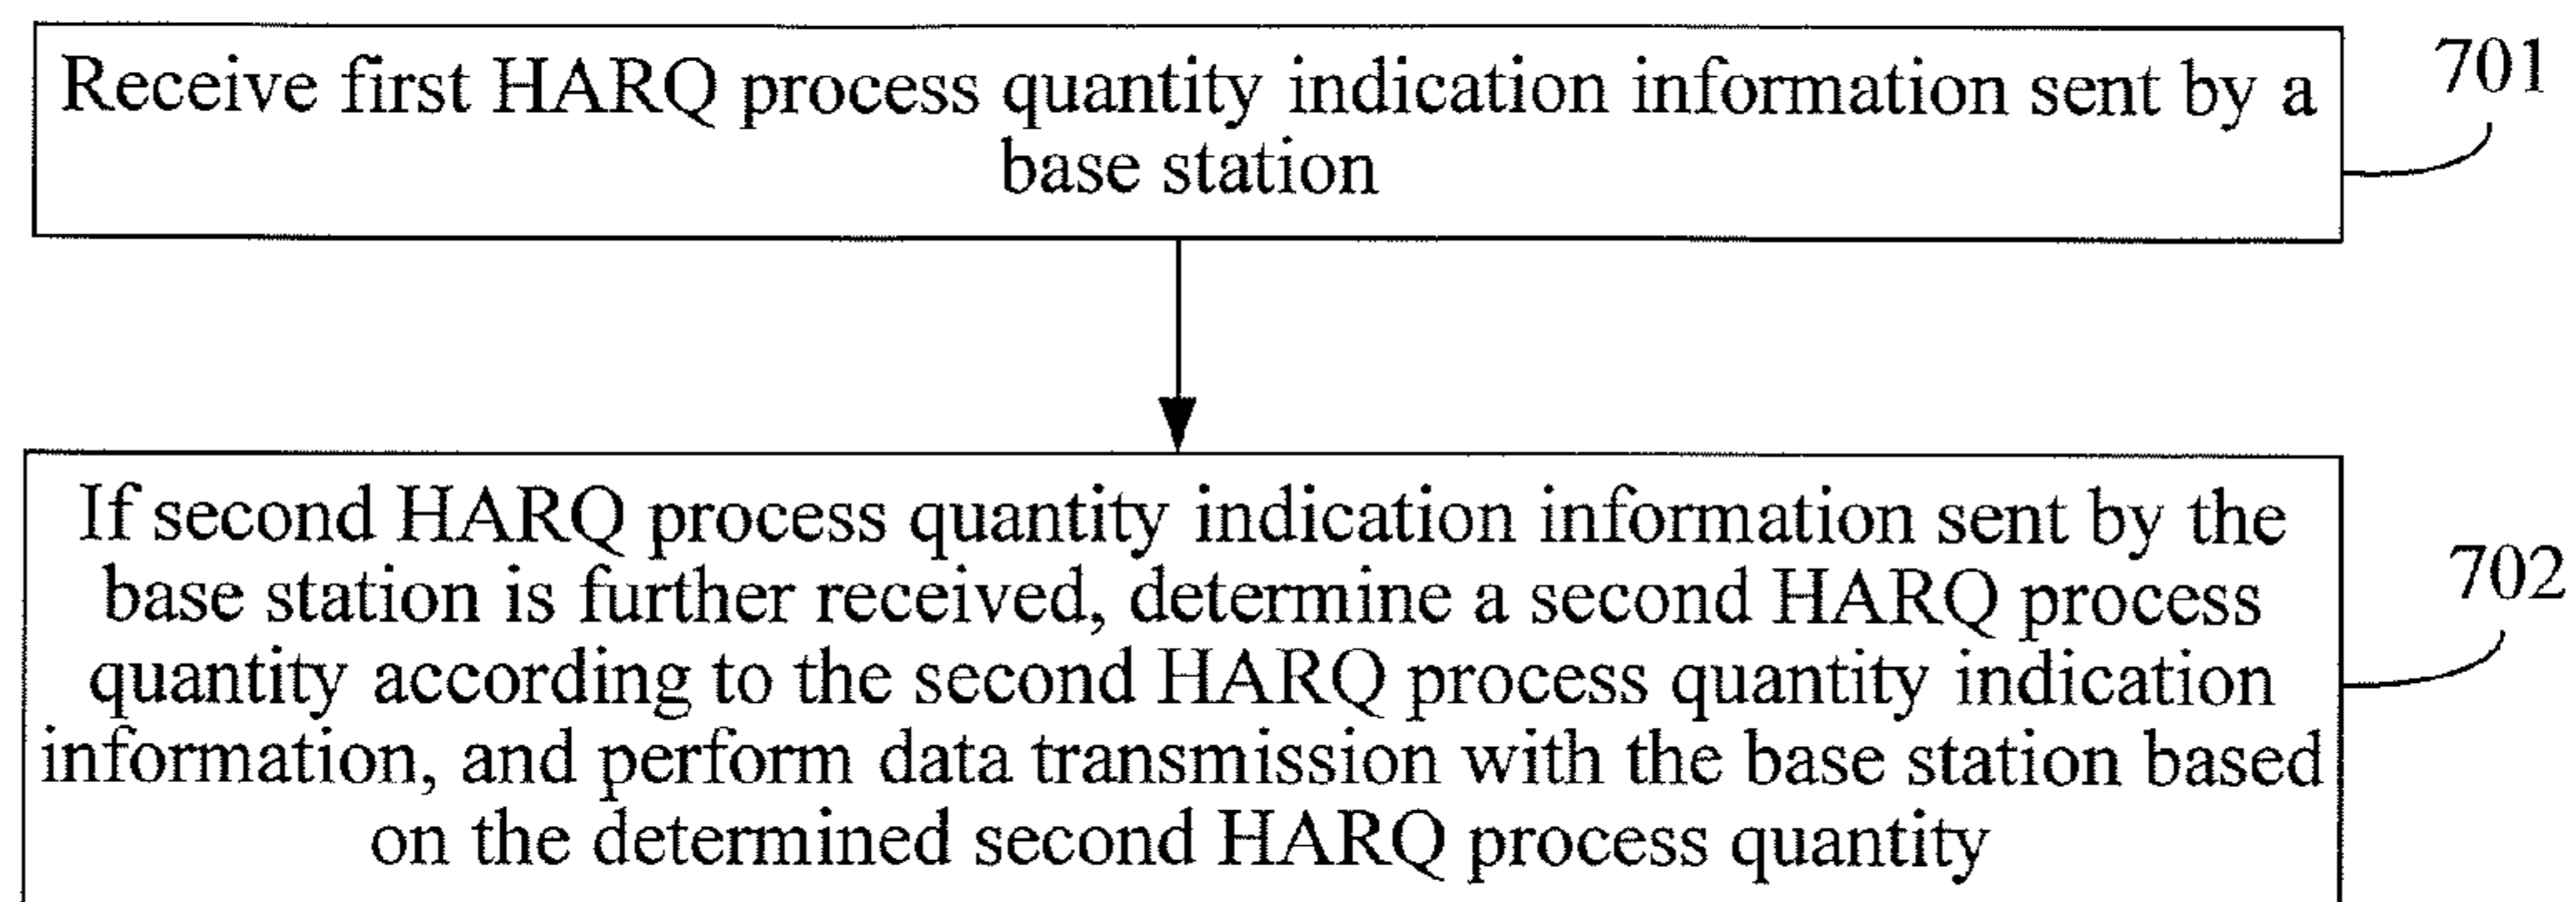 Receive first HARQ process quantity indication information sent by a
base station
701
If second HARQ process quantity indication information sent by the
base station is further received, determine a second HARQ process
quantity according to the second HARQ process quantity indication
information, and perform data transmission with the base station based
on the determined second HARQ process quantity
702